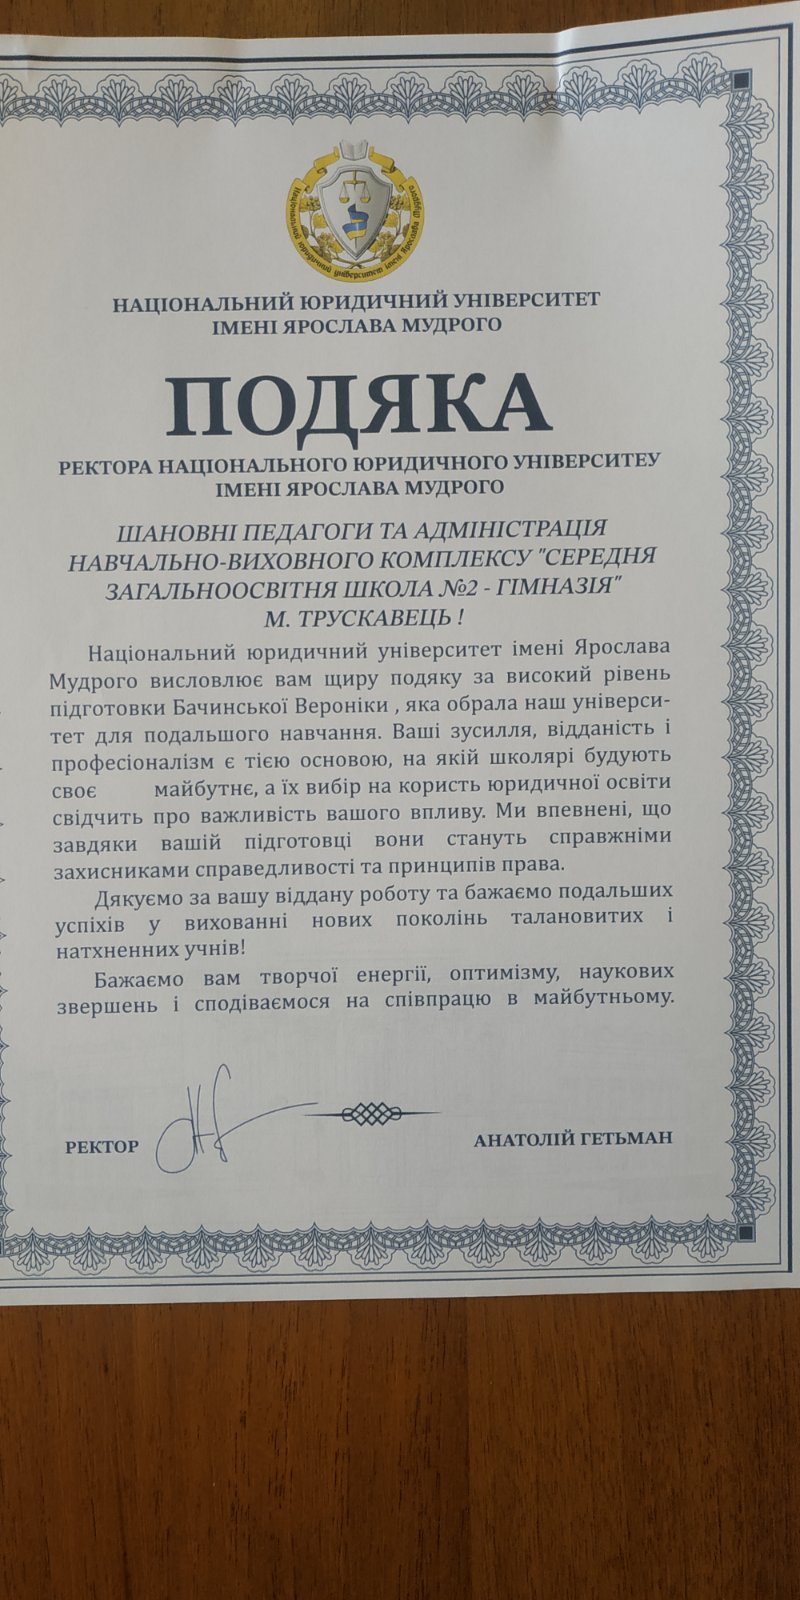 Національний юридичний університет імені Ярослава Мудрого
НАЦІОНАЛЬНИЙ ЮРИДИЧНИЙ УНІВЕРСИТЕТ
ІМЕНІ ЯРОСЛАВА МУДРОГО
ПОДЯКА
РЕКТОРА НАЦІОНАЛЬНОГО ЮРИДИЧНОГО УНІВЕРСИТЕУ
ІМЕНІ ЯРОСЛАВА МУДРОГО
ШАНОВНІ ПЕДАГОГИ ТА АДМІНІСТРАЦІЯ
НАВЧАЛЬНО-ВИХОВНОГО КОМПЛЕКСУ "СЕРЕДНЯ
ЗАГАЛЬНООСВІТНЯ ШКОЛА №2 - ГІМНАЗІЯ"
М. ТРУСКАВЕЦЬ !
Національний юридичний університет імені Ярослава
Мудрого висловлює вам щиру подяку за високий рівень
підготовки Бачинської Вероніки , яка обрала наш універси-
тет для подальшого навчання. Ваші зусилля, відданість і
професіоналізм є тією основою, на якій школярі будують
своє майбутнє, а їх вибір на користь юридичної освіти
свідчить про важливість вашого впливу. Ми впевнені, що
завдяки вашій підготовці вони стануть справжніми
захисниками справедливості та принципів права.
Дякуємо за вашу віддану роботу та бажаємо подальших
успіхів у вихованні нових поколінь талановитих і
натхненних учнів!
Бажаємо вам творчої енергії, оптимізму, наукових
звершень і сподіваємося на співпрацю в майбутньому.
РЕКТОР АНАТОЛІЙ ГЕТЬМАН